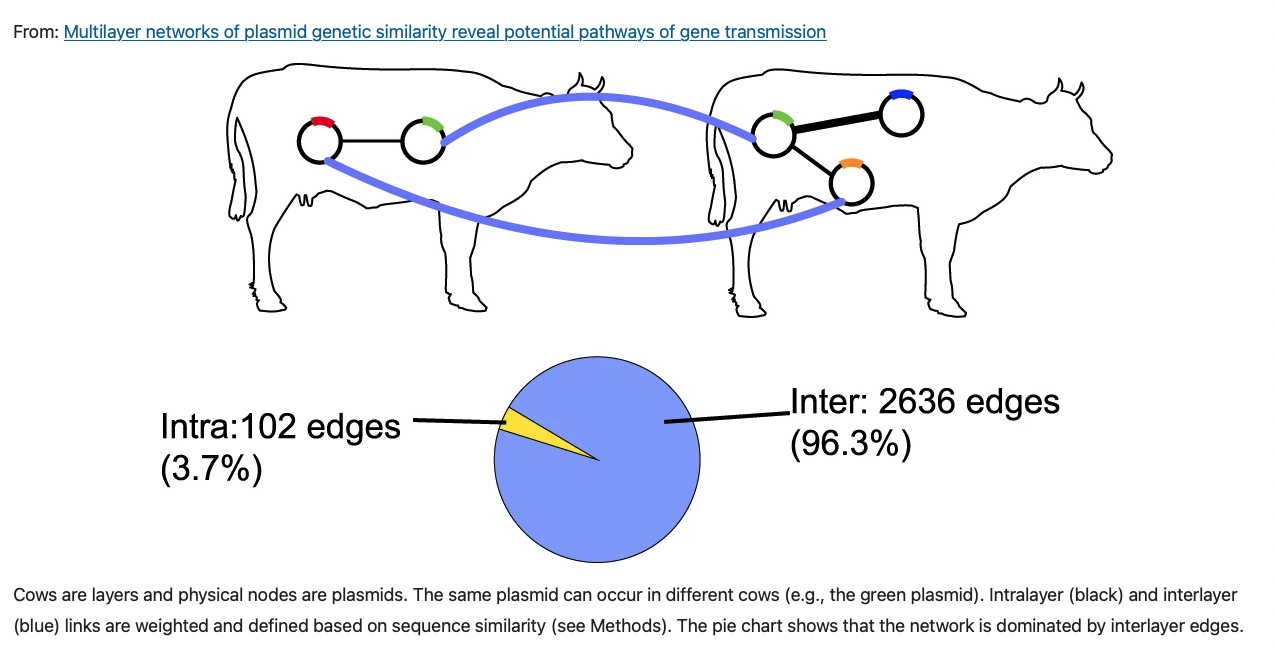 From: Multilayer networks of plasmid genetic similarity reveal potential pathways of gene transmission
Intra:102 edges
(3.7%)
Inter: 2636 edges
(96.3%)
Cows are layers and physical nodes are plasmids. The same plasmid can occur in different cows (e.g., the green plasmid). Intralayer (black) and interlayer
(blue) links are weighted and defined based on sequence similarity (see Methods). The pie chart shows that the network is dominated by interlayer edges.